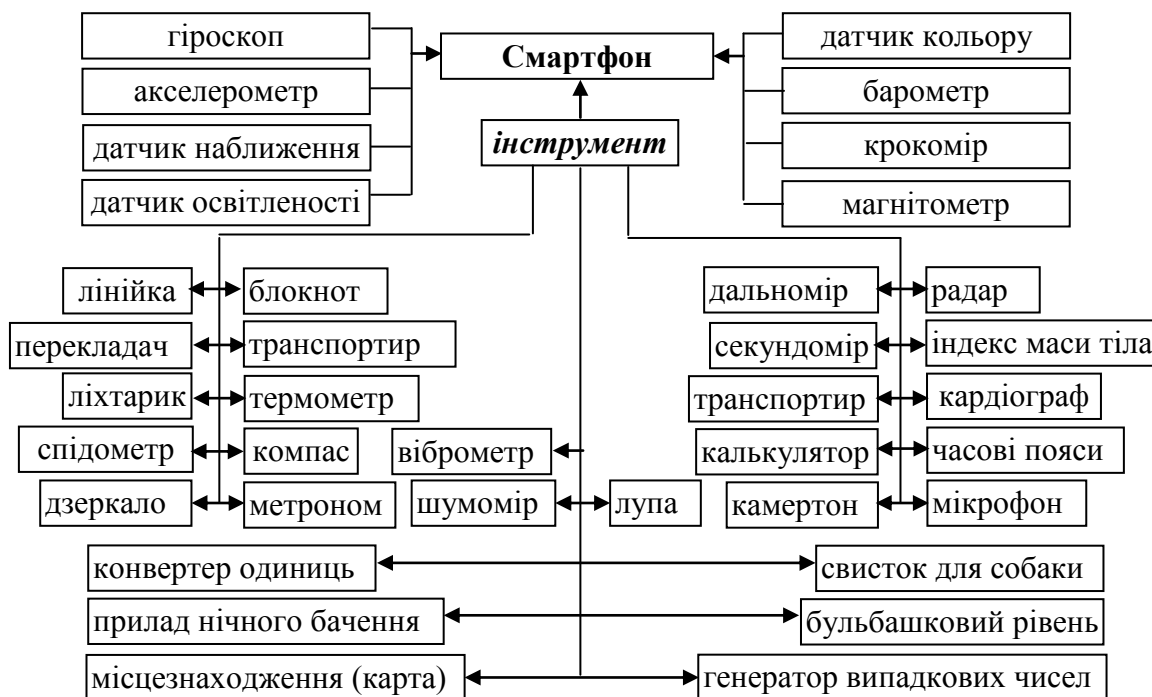 гіроскоп
Смартфон
датчик кольору
акселерометр
барометр
інструмент
датчик наближення
крокомір
датчик освітленості
магнітометр
лінійка
блокнот
дальномір
радар
перекладач
транспортир
секундомір
індекс маси тіла
ліхтарик
термометр
транспортир
кардіограф
спідометр
компас
віброметр
калькулятор
часові пояси
дзеркало
метроном
шумомір
лупа
камертон
мікрофон
конвертер одиниць
свисток для собаки
прилад нічного бачення
бульбашковий рівень
місцезнаходження (карта)
генератор випадкових чисел